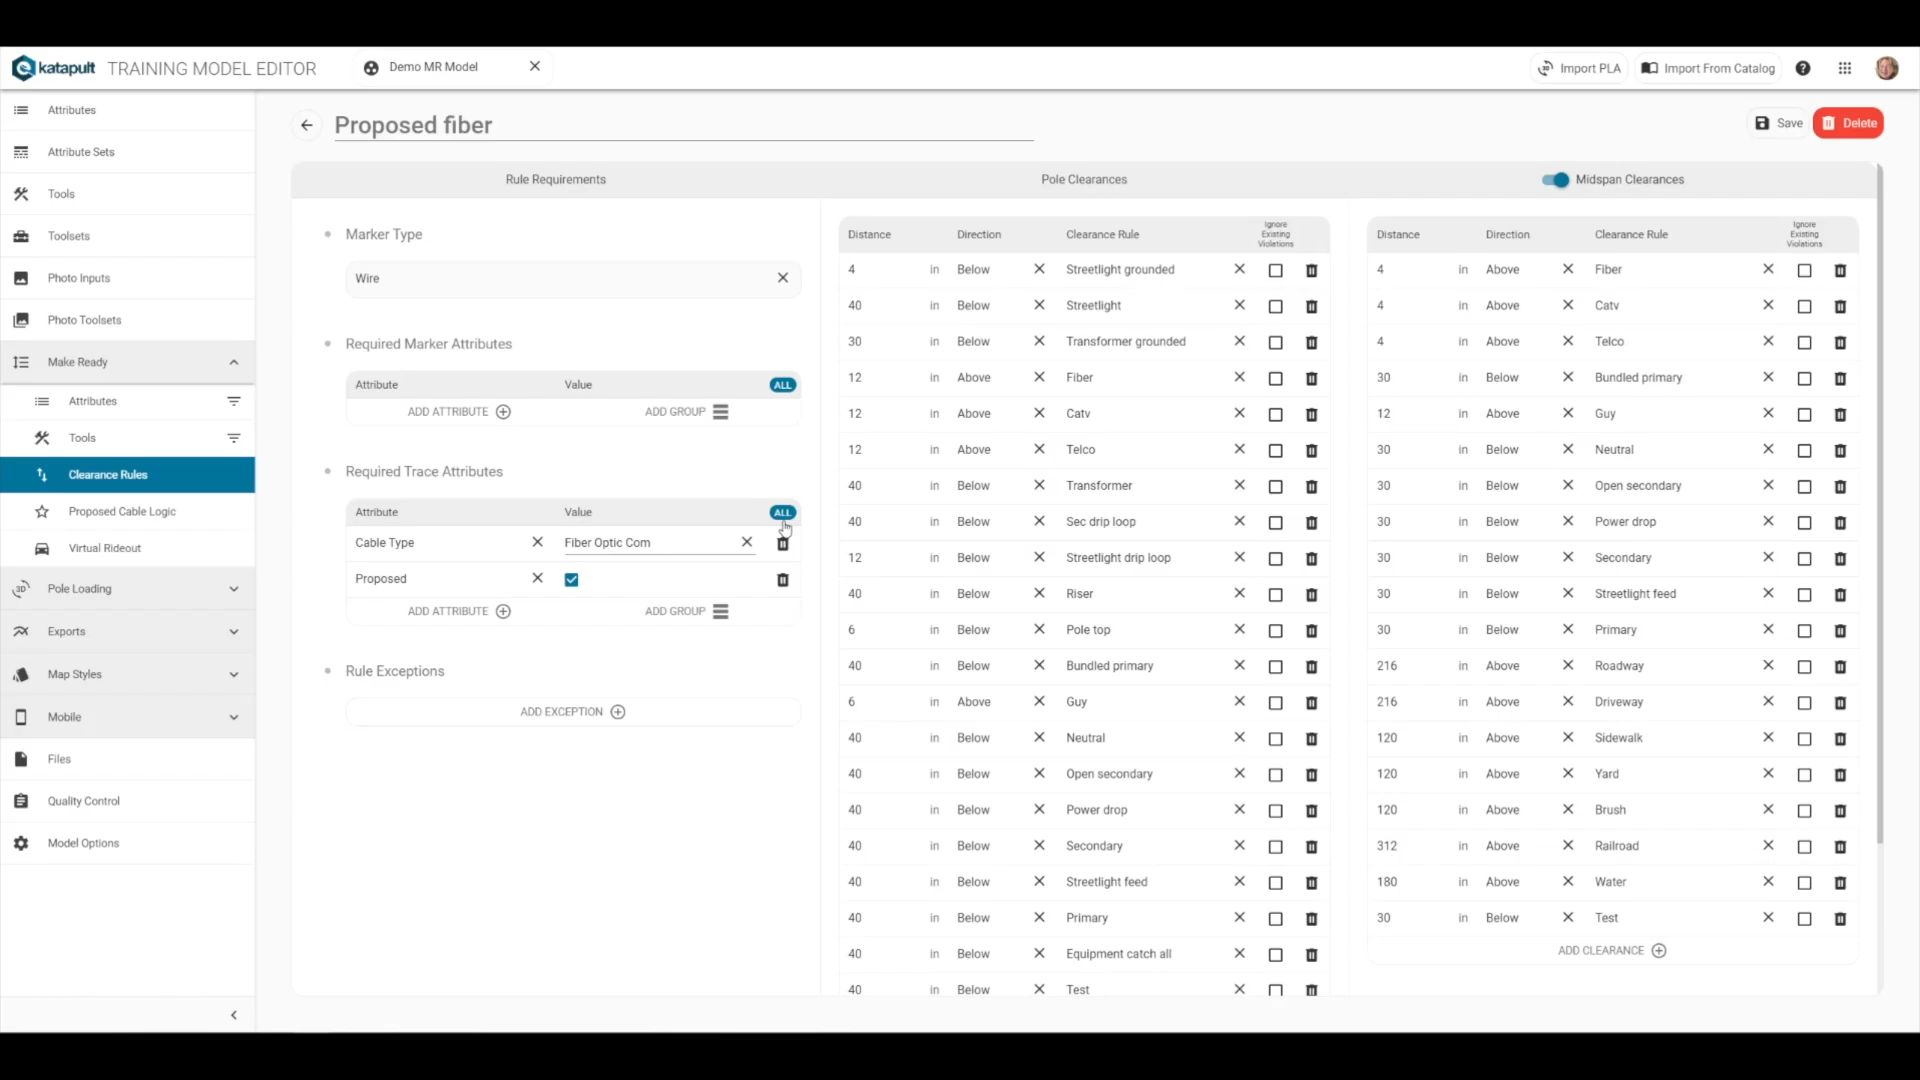 katapult TRAINING MODEL EDITOR Demo MR Model Import PLA Import From Catalog
Attributes
Attribute Sets
Tools
Toolsets
Photo Inputs
Photo Toolsets
Make Ready
Attributes
Tools
Clearance Rules
Proposed Cable Logic
Virtual Rideout
3D Pole Loading
Exports
Map Styles
Mobile
Files
Quality Control
Model Options
Proposed fiber Save Delete
Rule Requirements
Marker Type
Wire
Required Marker Attributes
Attribute Value ALL
ADD ATTRIBUTE ADD GROUP
Required Trace Attributes
Attribute Value ALL
Cable Type Fiber Optic Com
Proposed
ADD ATTRIBUTE ADD GROUP
Rule Exceptions
ADD EXCEPTION
Pole Clearances
Distance Direction Clearance Rule Ignore Existing Violations
4 in Below Streetlight grounded
40 in Below Streetlight
30 in Below Transformer grounded
12 in Above Fiber
12 in Above Catv
12 in Above Telco
40 in Below Transformer
40 in Below Sec drip loop
12 in Below Streetlight drip loop
40 in Below Riser
6 in Below Pole top
40 in Below Bundled primary
6 in Above Guy
40 in Below Neutral
40 in Below Open secondary
40 in Below Power drop
40 in Below Secondary
40 in Below Streetlight feed
40 in Below Primary
40 in Below Equipment catch all
40 in Below Test
Midspan Clearances
Distance Direction Clearance Rule Ignore Existing Violations
4 in Above Fiber
4 in Above Catv
4 in Above Telco
30 in Below Bundled primary
12 in Above Guy
30 in Below Neutral
30 in Below Open secondary
30 in Below Power drop
30 in Below Secondary
30 in Below Streetlight feed
30 in Below Primary
216 in Above Roadway
216 in Above Driveway
120 in Above Sidewalk
120 in Above Yard
120 in Above Brush
312 in Above Railroad
180 in Above Water
30 in Below Test
ADD CLEARANCE